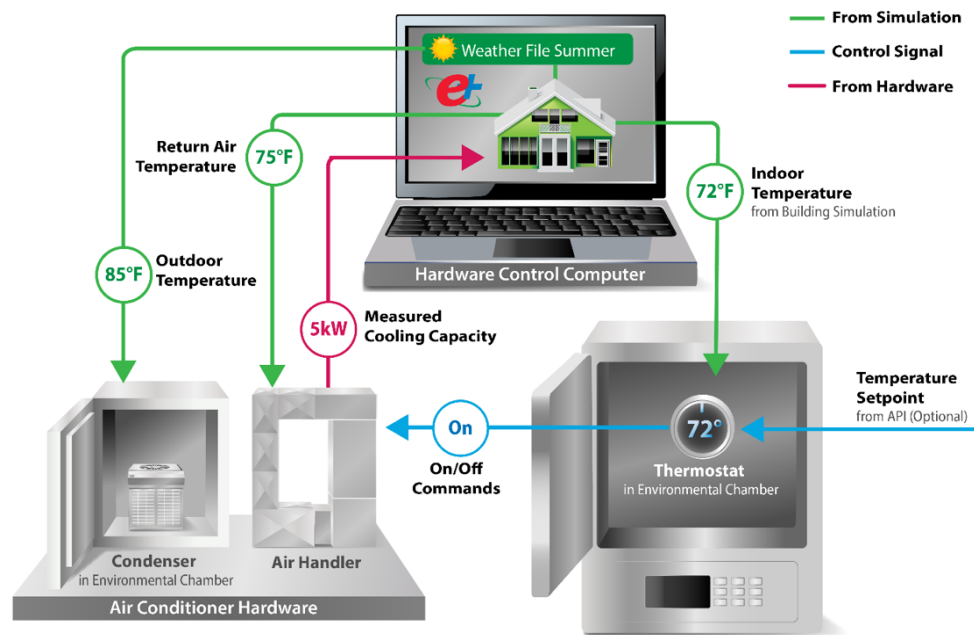 From Simulation
Control Signal
From Hardware
Weather File Summer
e+
Return Air
Temperature
75°F
72°F
Indoor
Temperature
from Building Simulation
85°F
Outdoor
Temperature
Hardware Control Computer
5kW
Measured
Cooling Capacity
Temperature
Setpoint
from API (Optional)
On
72°
On/Off
Commands
Thermostat
in Environmental Chamber
Condenser
in Environmental Chamber
Air Handler
Air Conditioner Hardware